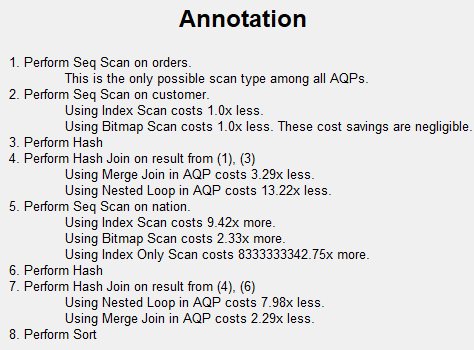 Annotation
1. Perform Seq Scan on orders.
This is the only possible scan type among all AQPs.
2. Perform Seq Scan on customer.
Using Index Scan costs 1.0x less.
Using Bitmap Scan costs 1.0x less. These cost savings are negligible.
3. Perform Hash
4. Perform Hash Join on result from (1), (3)
Using Merge Join in AQP costs 3.29x less.
Using Nested Loop in AQP costs 13.22x less.
5. Perform Seq Scan on nation.
Using Index Scan costs 9.42x more.
Using Bitmap Scan costs 2.33x more.
Using Index Only Scan costs 8333333342.75x more.
6. Perform Hash
7. Perform Hash Join on result from (4), (6)
Using Nested Loop in AQP costs 7.98x less.
Using Merge Join in AQP costs 2.29x less.
8. Perform Sort